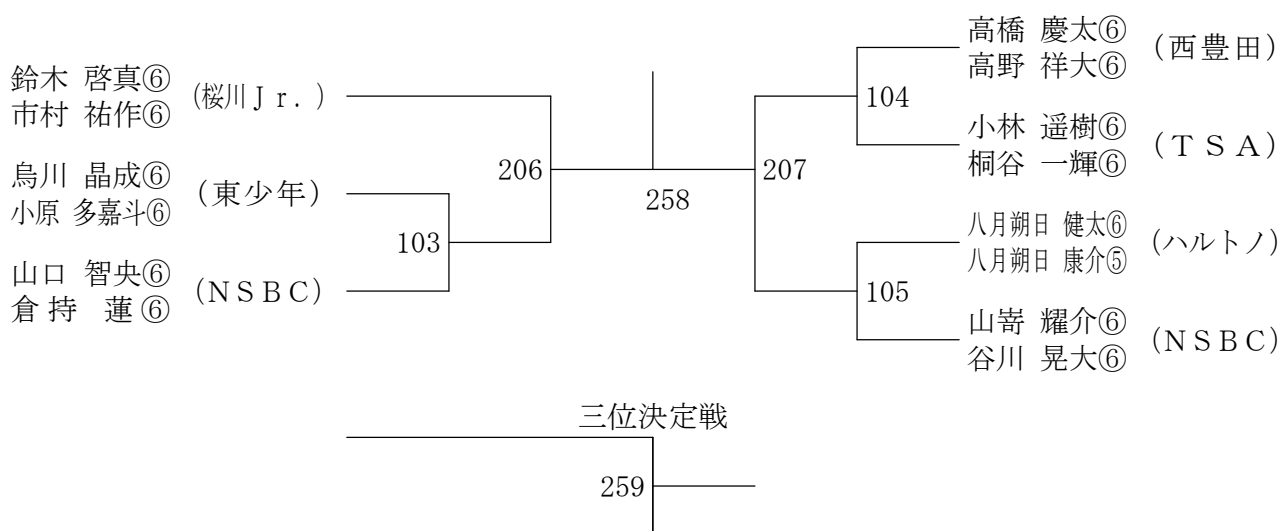 鈴木 啓真⑥
市村 祐作⑥
(桜川Ｊｒ.)
烏川 晶成⑥
小原 多嘉斗⑥
(東少年)
山口 智央⑥
倉持 蓮⑥
(ＮＳＢＣ)
103
206
258
207
104
105
高橋 慶太⑥
高野 祥大⑥
(西豊田)
小林 遥樹⑥
桐谷 一輝⑥
(ＴＳＡ)
八月朔日 健太⑥
八月朔日 康介⑤
(ハルトノ)
山嵜 耀介⑥
谷川 晃大⑥
(ＮＳＢＣ)
三位決定戦
259